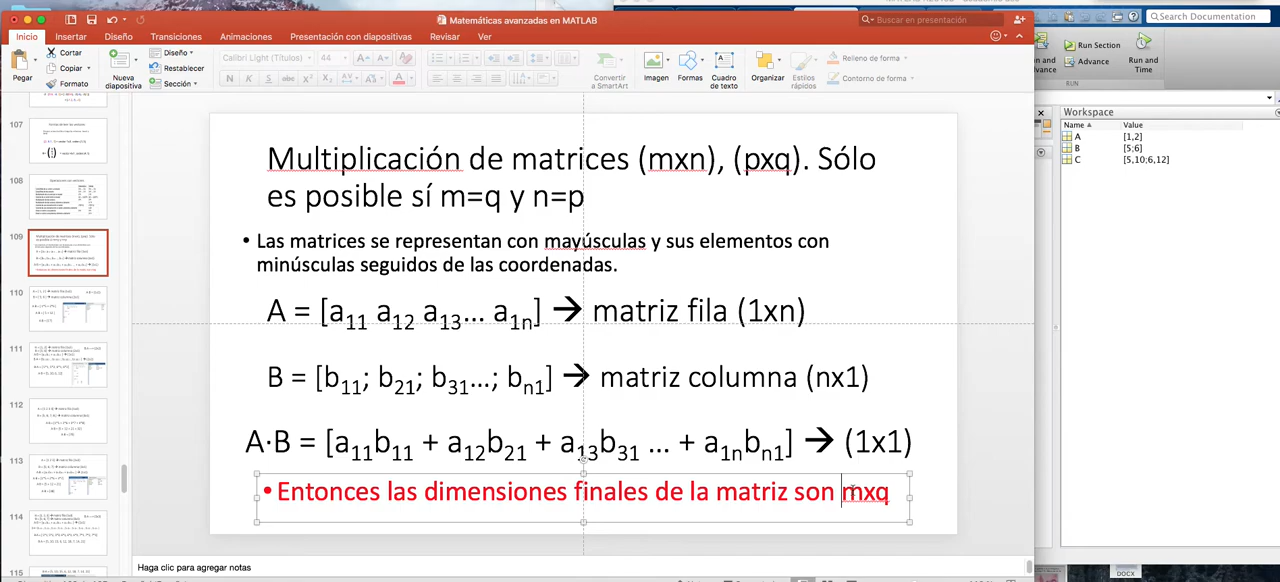 Matemáticas avanzadas en MATLAB
Buscar en presentación
Search Documentation
Inicio Insertar Diseño Transiciones Animaciones Presentación con diapositivas Revisar Ver
Pegar
Cortar
Copiar
Formato
Nueva
diapositiva
Diseño
Restablecer
Sección
Calibri Light (Títulos) 44
N K S abc
Convertir
a SmartArt
Imagen
Formas
Cuadro
de texto
Organizar
Estilos
rápidos
Relleno de forma
Contorno de forma
Run Section
Advance
Run and
Time
RUN
Workspace
Name Value
A [1,2]
B [5;6]
C [5,10;6,12]
107
108
109
110
111
112
113
114
115
Multiplicación de matrices (mxn), (pxq). Sólo
es posible sí m=q y n=p
• Las matrices se representan con mayúsculas y sus elementos con
minúsculas seguidos de las coordenadas.
A = [a11 a12 a13... a1n] → matriz fila (1xn)
B = [b11; b21; b31...; bn1] → matriz columna (nx1)
A·B = [a11b11 + a12b21 + a13b31 ... + a1nbn1] → (1x1)
• Entonces las dimensiones finales de la matriz son mxq
Haga clic para agregar notas
DOCX